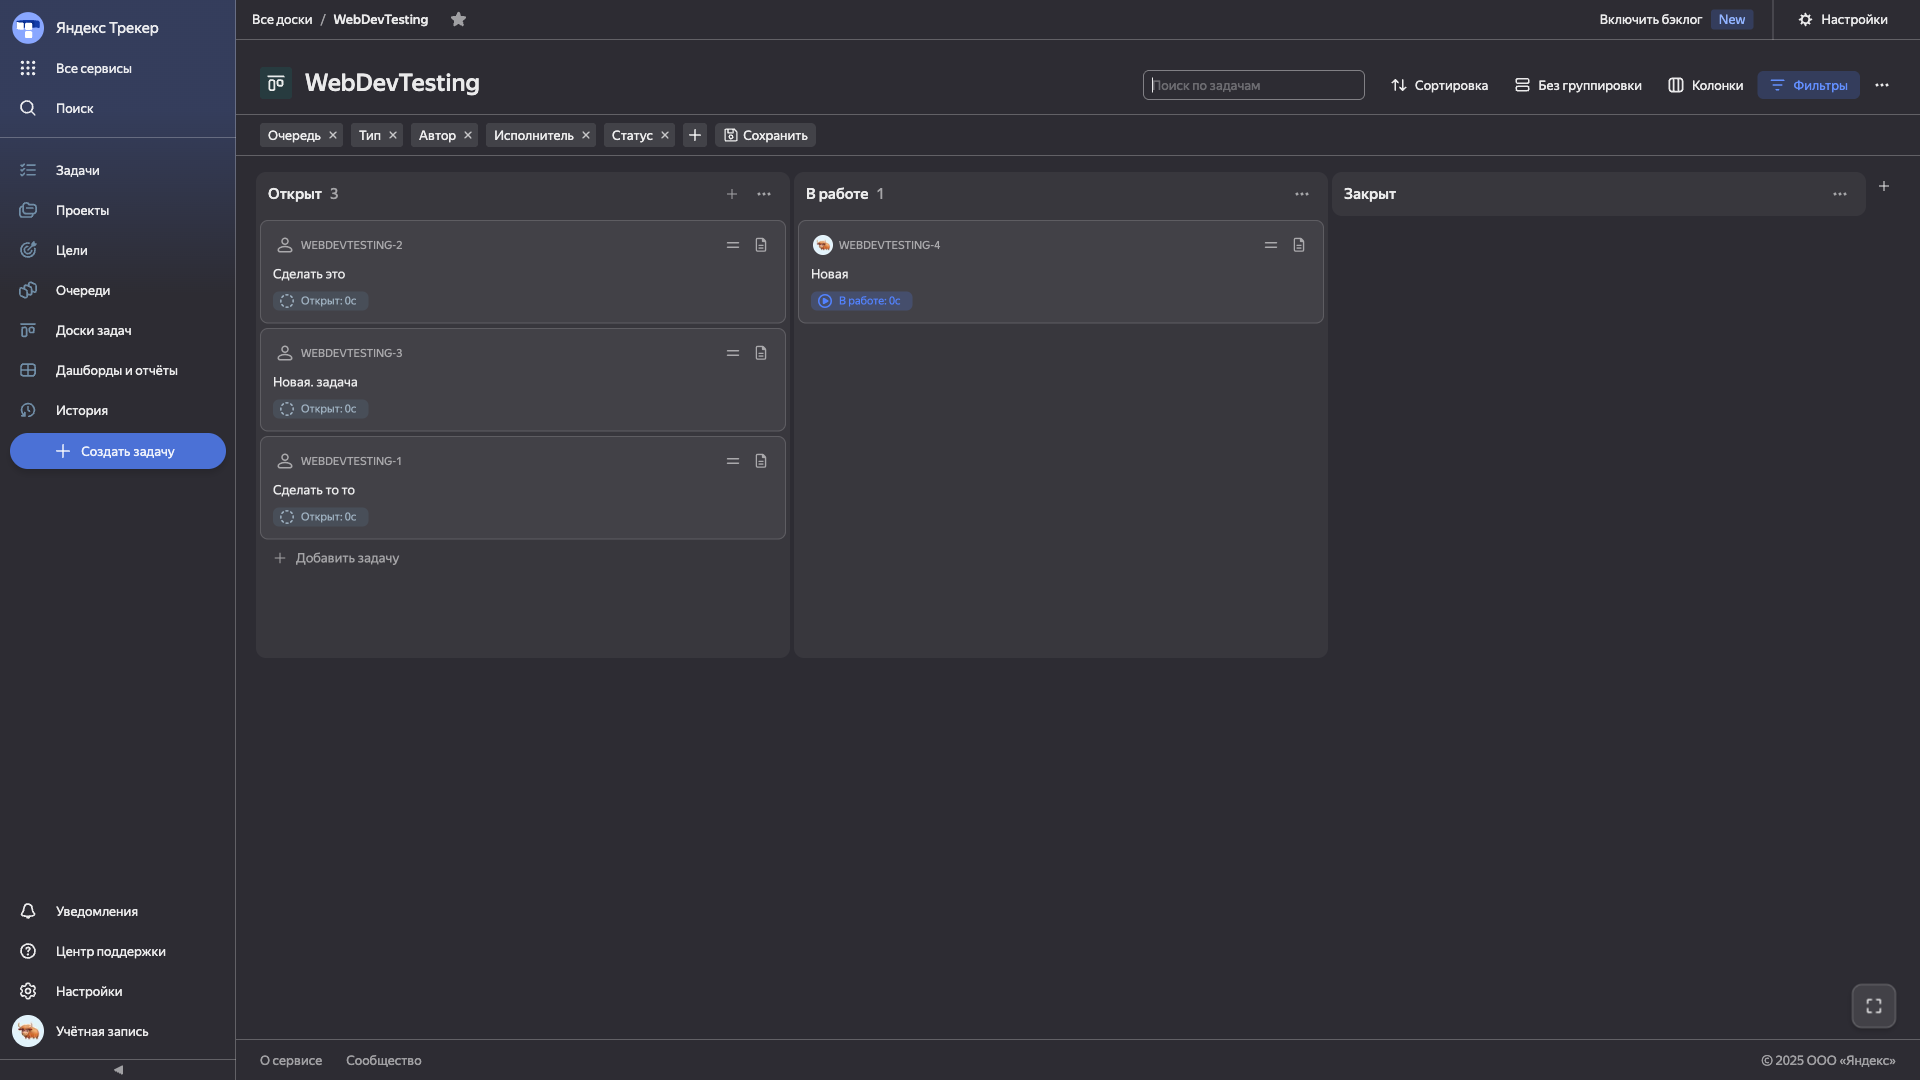 Яндекс Трекер
Все сервисы
Поиск
Задачи
Проекты
Цели
Очереди
Доски задач
Дашборды и отчёты
История
Создать задачу
Уведомления
Центр поддержки
Настройки
Учётная запись
Все доски / WebDevTesting
Включить бэклог New
Настройки
WebDevTesting
Поиск по задачам
Сортировка
Без группировки
Колонки
Фильтры
Очередь
Тип
Автор
Исполнитель
Статус
Сохранить
Открыт 3
WEBDEVTESTING-2
Сделать это
Открыт: 0с
WEBDEVTESTING-3
Новая. задача
Открыт: 0с
WEBDEVTESTING-1
Сделать то то
Открыт: 0с
Добавить задачу
В работе 1
WEBDEVTESTING-4
Новая
В работе: 0с
Закрыт
О сервисе
Сообщество
© 2025 ООО «Яндекс»